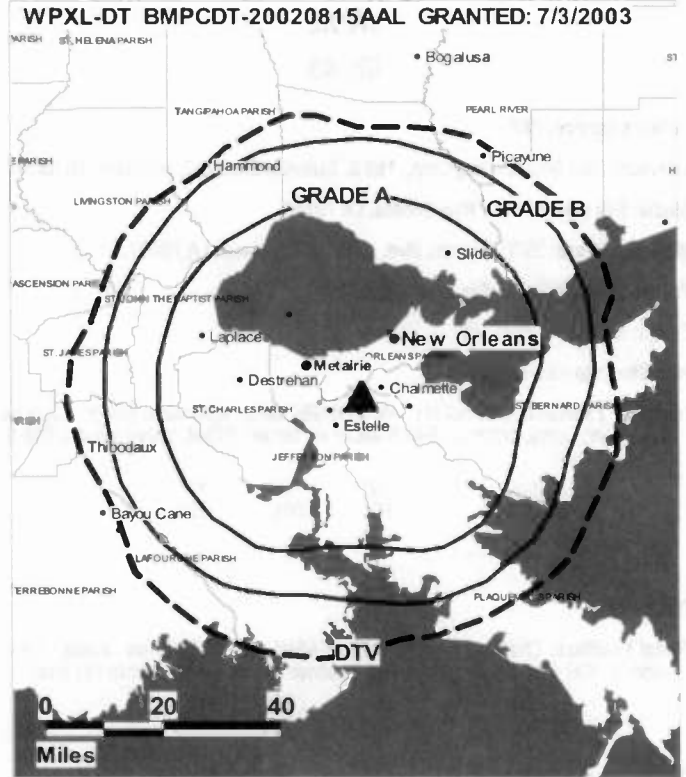 WPXL-DT BMPCDT-20020815AAL GRANTED: 7/3/2003
ST. HELENA PARISH
Bogalusa
TANGIPAHOA PARISH
PEARL RIVER
Picayune
Hammond
GRADE A
GRADE B
LIVINGSTON PARISH
Slidell
ASCENSION PARISH
ST. JOHN THE BAPTIST PARISH
Laplace
New Orleans
ST. JAMES PARISH
ORLEANS PA
Metairie
Destrehan
Chalmette
ST. CHARLES PARISH
ST. BERNARD PARISH
Estelle
Thibodaux
JEFFERSON PARISH
Bayou Cane
LAFOURCHE PARISH
TERREBONNE PARISH
PLAQUEMINES PARISH
DTV
0 20 40
Miles